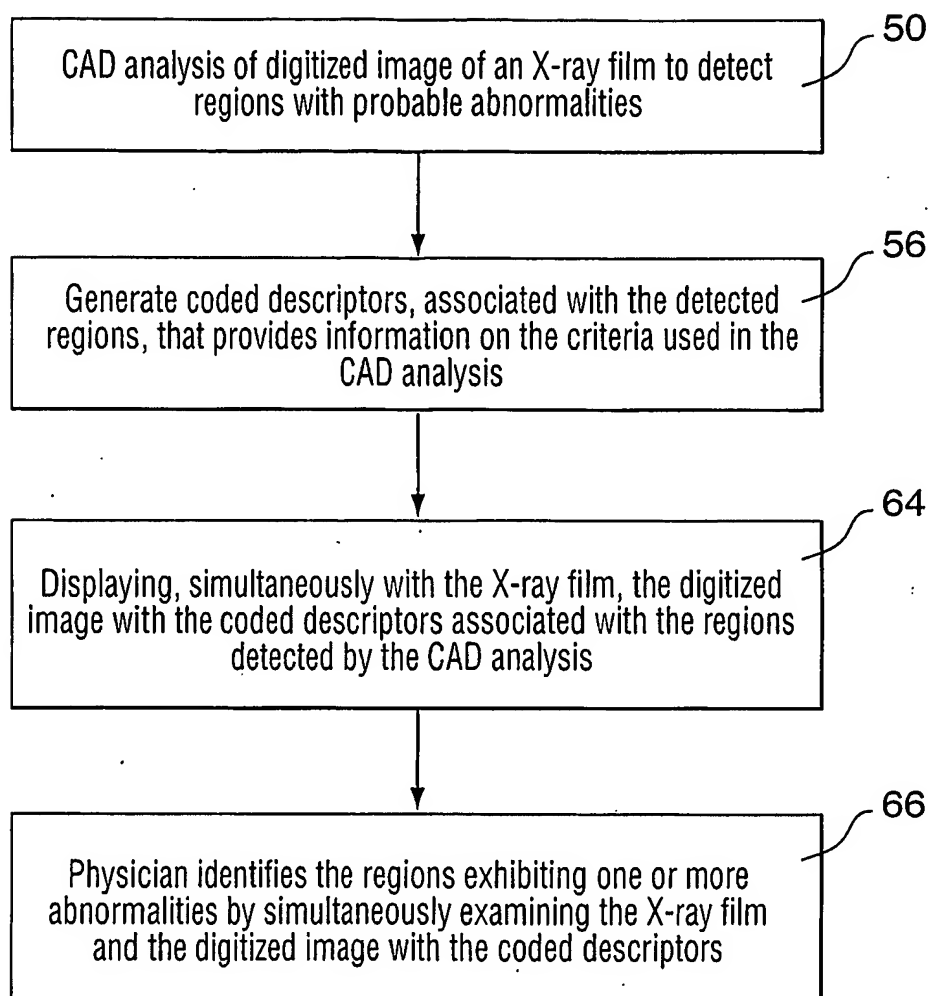 50
CAD analysis of digitized image of an X-ray film to detect
regions with probable abnormalities
56
Generate coded descriptors, associated with the detected
regions, that provides information on the criteria used in the
CAD analysis
64
Displaying, simultaneously with the X-ray film, the digitized
image with the coded descriptors associated with the regions
detected by the CAD analysis
66
Physician identifies the regions exhibiting one or more
abnormalities by simultaneously examining the X-ray film
and the digitized image with the coded descriptors